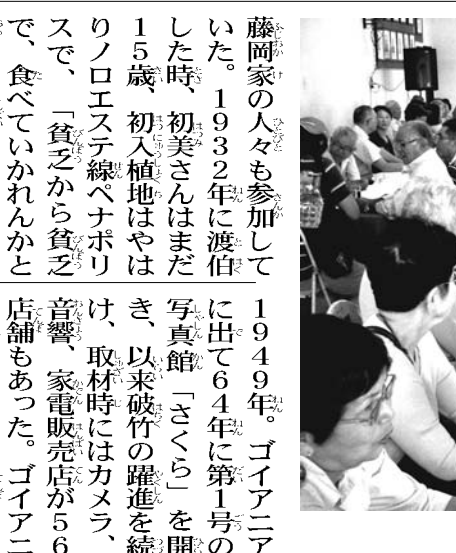 藤岡家の人々も参加して
いた。1932年に渡伯
した時、初美さんはまだ
15歳、初入植地はやは
りノロエステ線ペナポリ
スで、「貧乏から貧乏
で、食べていかれんかと
1949年。ゴイアニア
に出て64年に第1号の
写真館「さくら」を開
き、以来破竹の躍進を続
け、取材時にはカメラ、
音響、家電販売店が56
店舗もあった。ゴイアニ